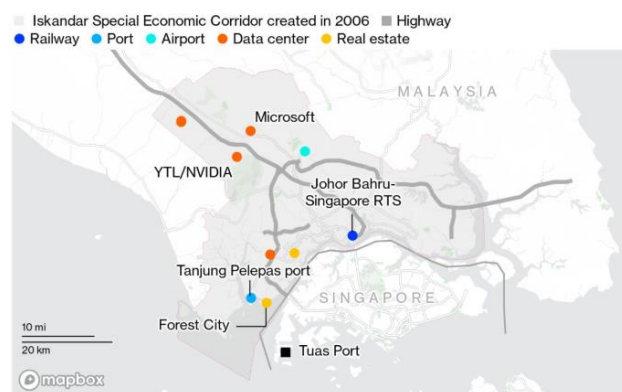 Iskandar Special Economic Corridor created in 2006 Highway
Railway Port Airport Data center Real estate
MALAYSIA
Microsoft
YTL/NVIDIA
Johor Bahru-
Singapore RTS
Tanjung Pelepas port
SINGAPORE
Forest City
10 mi
20 km
Tuas Port
mapbox